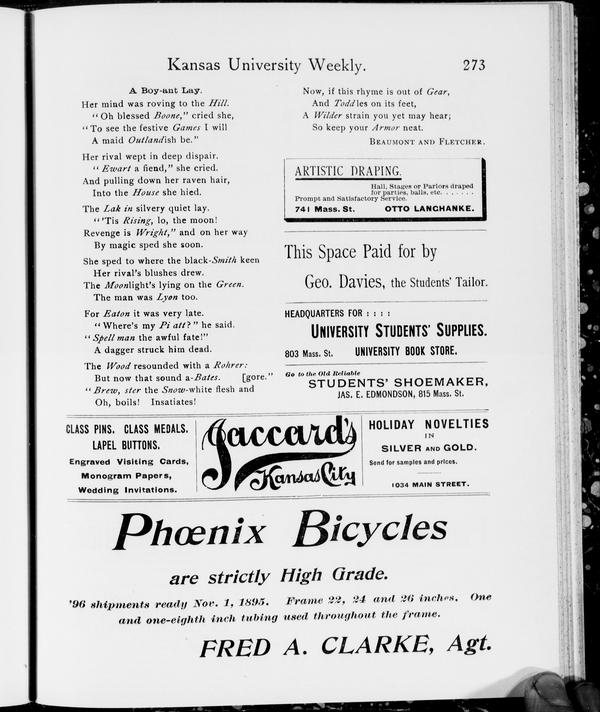 Kansas University Weekly. 273
A Boy-ant Lay.
Her mind was roving to the Hill.
"Oh blessed Boone," cried she,
"To see the festive Games I will
A maid Outlandish be."
Her rival wept in deep dispair.
"Ewart a fiend," she cried.
And pulling down her raven hair,
Into the House she hied.
The Lak in silvery quiet lay.
"'Tis Rising, lo, the moon!
Revenge is Wright," and on her way
By magic sped she soon.
She sped to where the black-Smith keen
Her rival's blushes drew.
The Moonlight's lying on the Green.
The man was Lyon too.
For Eaton it was very late.
"Where's my Pi att?" he said.
"Spell man the awful fate!"
A dagger struck him dead.
The Wood resounded with a Rohrer:
But now that sound a-Bates. [gore."
"Brew, ster the Snow-white flesh and
Oh, boils! Insatiates!
Now, if this rhyme is out of Gear,
And Toddles on its feet,
A Wilder strain you yet may hear;
So keep your Armor neat.
BEAUMONT AND FLETCHER.
ARTISTIC DRAPING.
Hall, Stages or Parlors draped
for parties, balls, etc. . . . . . .
Prompt and Satisfactory Service.
741 Mass. St. OTTO LANGHANKE.
This Space Paid for by
Geo. Davies, the Students' Tailor.
HEADQUARTERS FOR : : : :
UNIVERSITY STUDENTS' SUPPLIES.
803 Mass. St. UNIVERSITY BOOK STORE.
Go to the Old Reliable
STUDENTS' SHOEMAKER,
JAS. E. EDMONDSON, 815 Mass. St.
CLASS PINS. CLASS MEDALS.
LAPEL BUTTONS.
Engraved Visiting Cards,
Monogram Papers,
Wedding Invitations.
Jaccard's
Kansas City
HOLIDAY NOVELTIES
IN
SILVER AND GOLD.
Send for samples and prices.
1034 MAIN STREET.
Phœnix Bicycles
are strictly High Grade.
'96 shipments ready Nov. 1, 1895. Frame 22, 24 and 26 inches. One
and one-eighth inch tubing used throughout the frame.
FRED A. CLARKE, Agt.